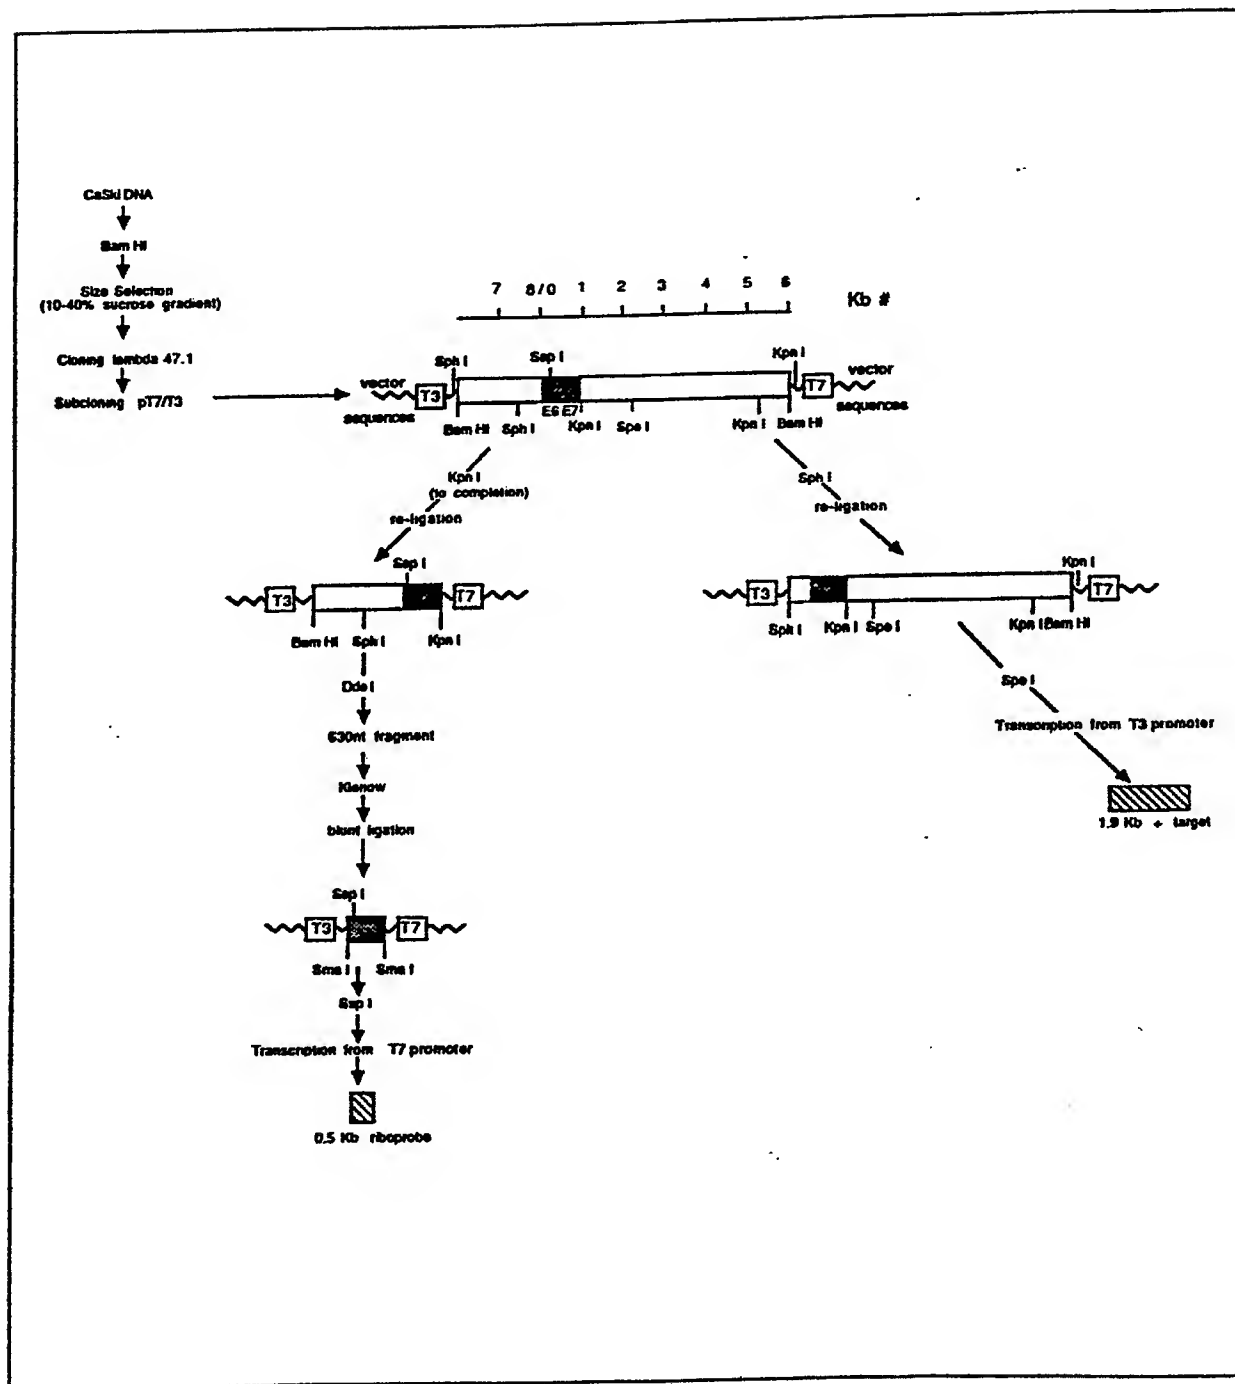 CaSki DNA
Bam HI
Size Selection
(10-40% sucrose gradient)
Cloning lambda 47.1
Subcloning pT7/T3
7 8/0 1 2 3 4 5 6 Kb #
Sph I Ssp I Kpn I
vector T3 T7 vector
sequences E6 E7 sequences
Bam HI Sph I Kpn I Spe I Kpn I Bam HI
Kpn I
(to completion)
re-ligation
Sph I
re-ligation
Ssp I
T3 T7
Bam HI Sph I Kpn I
Kpn I
T3 T7
Sph I Kpn I Spe I Kpn I Bam HI
Dde I
630nt fragment
Klenow
blunt ligation
Ssp I
T3 T7
Sma I Sma I
Ssp I
Transcription from T7 promoter
0.5 Kb riboprobe
Spe I
Transcription from T3 promoter
1.9 Kb + target